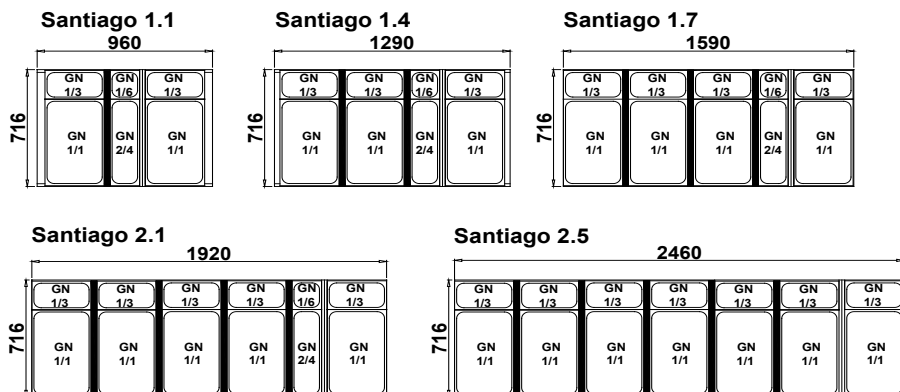 Santiago 1.1
960
716
GN
1/3
GN
1/6
GN
1/3
GN
1/1
GN
2/4
GN
1/1
Santiago 1.4
1290
716
GN
1/3
GN
1/3
GN
1/6
GN
1/3
GN
1/1
GN
1/1
GN
2/4
GN
1/1
Santiago 1.7
1590
716
GN
1/3
GN
1/3
GN
1/3
GN
1/6
GN
1/3
GN
1/1
GN
1/1
GN
1/1
GN
2/4
GN
1/1
Santiago 2.1
1920
716
GN
1/3
GN
1/3
GN
1/3
GN
1/3
GN
1/6
GN
1/3
GN
1/1
GN
1/1
GN
1/1
GN
1/1
GN
2/4
GN
1/1
Santiago 2.5
2460
716
GN
1/3
GN
1/3
GN
1/3
GN
1/3
GN
1/3
GN
1/3
GN
1/3
GN
1/1
GN
1/1
GN
1/1
GN
1/1
GN
1/1
GN
1/1
GN
1/1